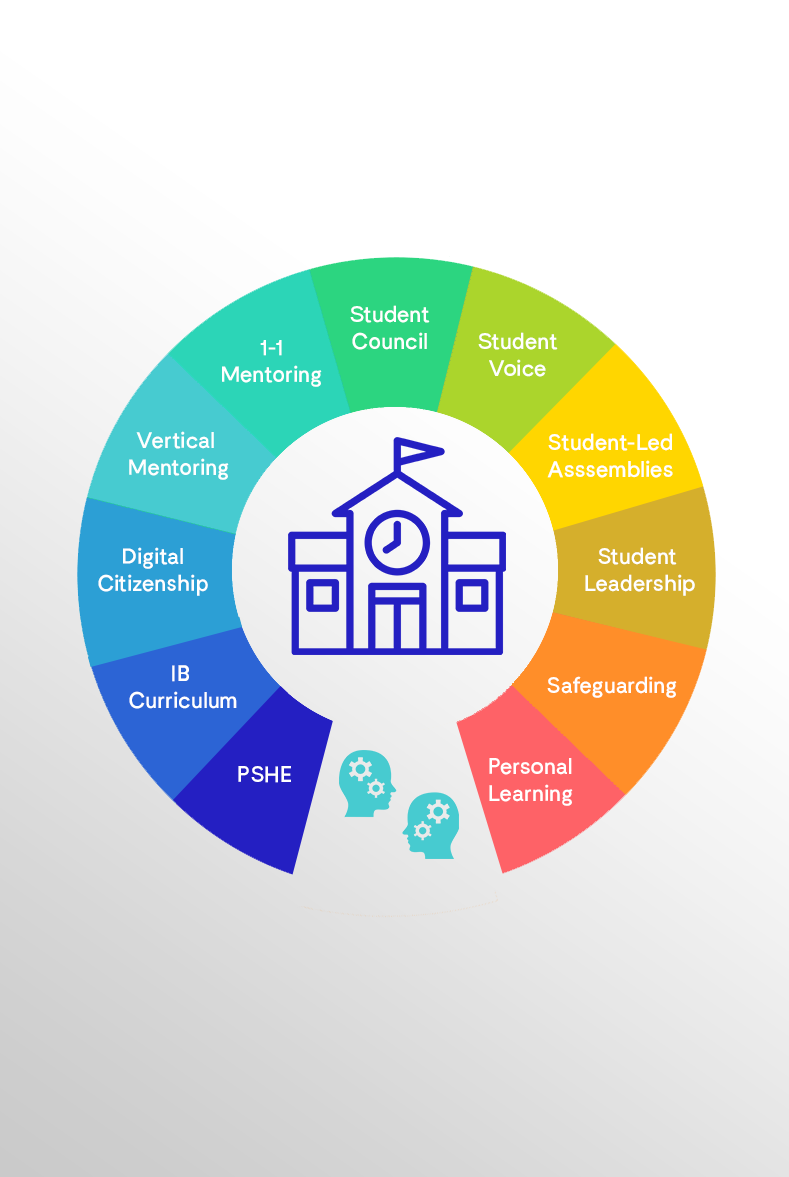 Student
Council
Student
Voice
Student-Led
Asssemblies
Student
Leadership
Safeguarding
Personal
Learning
PSHE
IB
Curriculum
Digital
Citizenship
Vertical
Mentoring
1-1
Mentoring